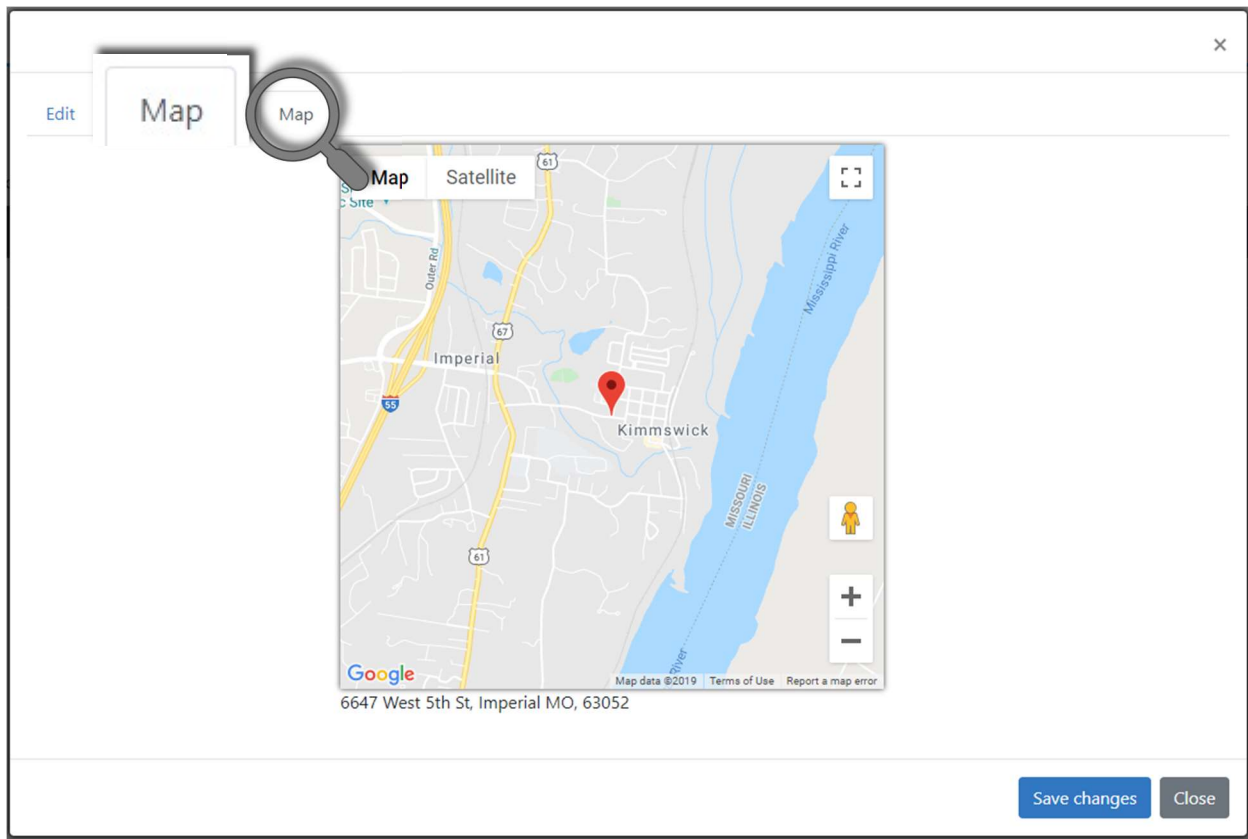 ×
Edit
Map
Map
Map
Satellite
61
Site
Outer Rd
Mississippi River
67
Imperial
55
Kimmswick
MISSOURI
ILLINOIS
61
+
−
River
Google
Map data ©2019 Terms of Use Report a map error
6647 West 5th St, Imperial MO, 63052
Save changes
Close